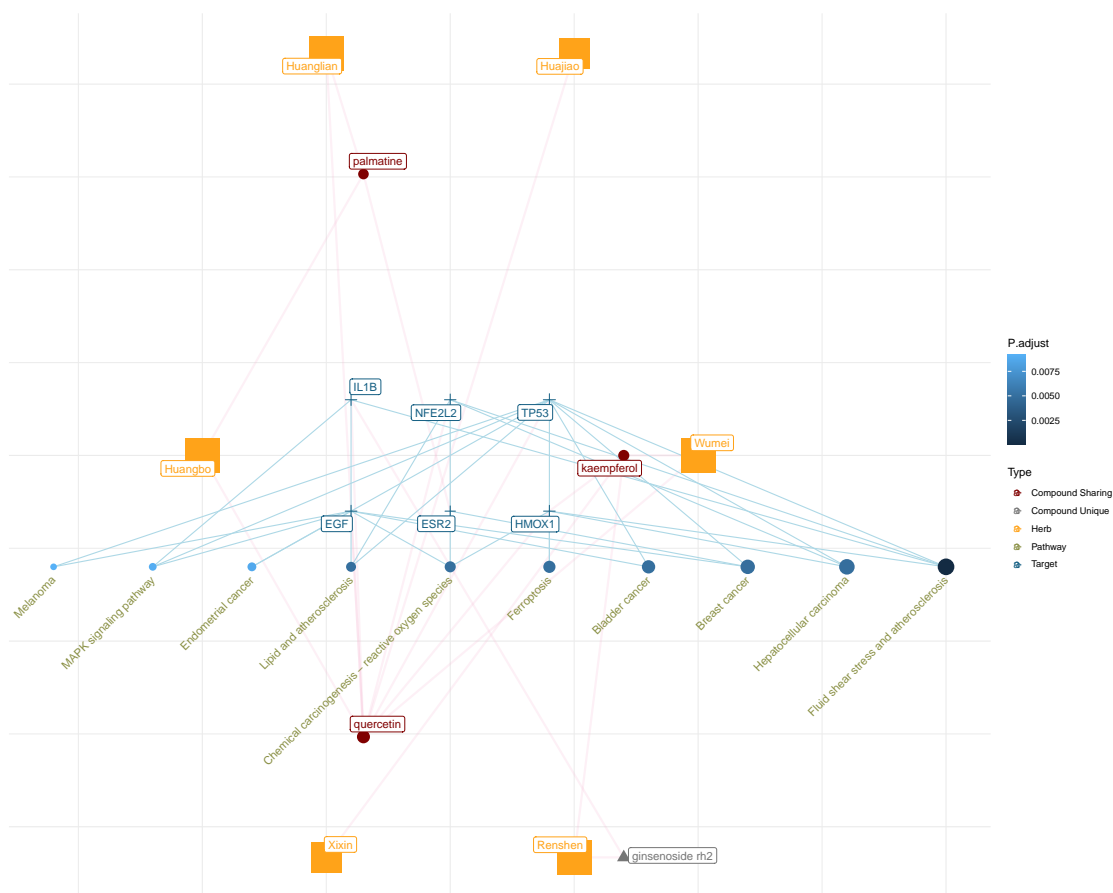 Huanglian
Huajiao
palmatine
IL1B
NFE2L2
TP53
Wumei
Huangbo
kaempferol
EGF
ESR2
HMOX1
Melanoma
MAPK signaling pathway
Endometrial cancer
Lipid and atherosclerosis
Chemical carcinogenesis − reactive oxygen species
Ferroptosis
Bladder cancer
Breast cancer
Hepatocellular carcinoma
Fluid shear stress and atherosclerosis
quercetin
Xixin
Renshen
ginsenoside rh2
P.adjust
0.0075
0.0050
0.0025
Type
Compound Sharing
Compound Unique
Herb
Pathway
Target